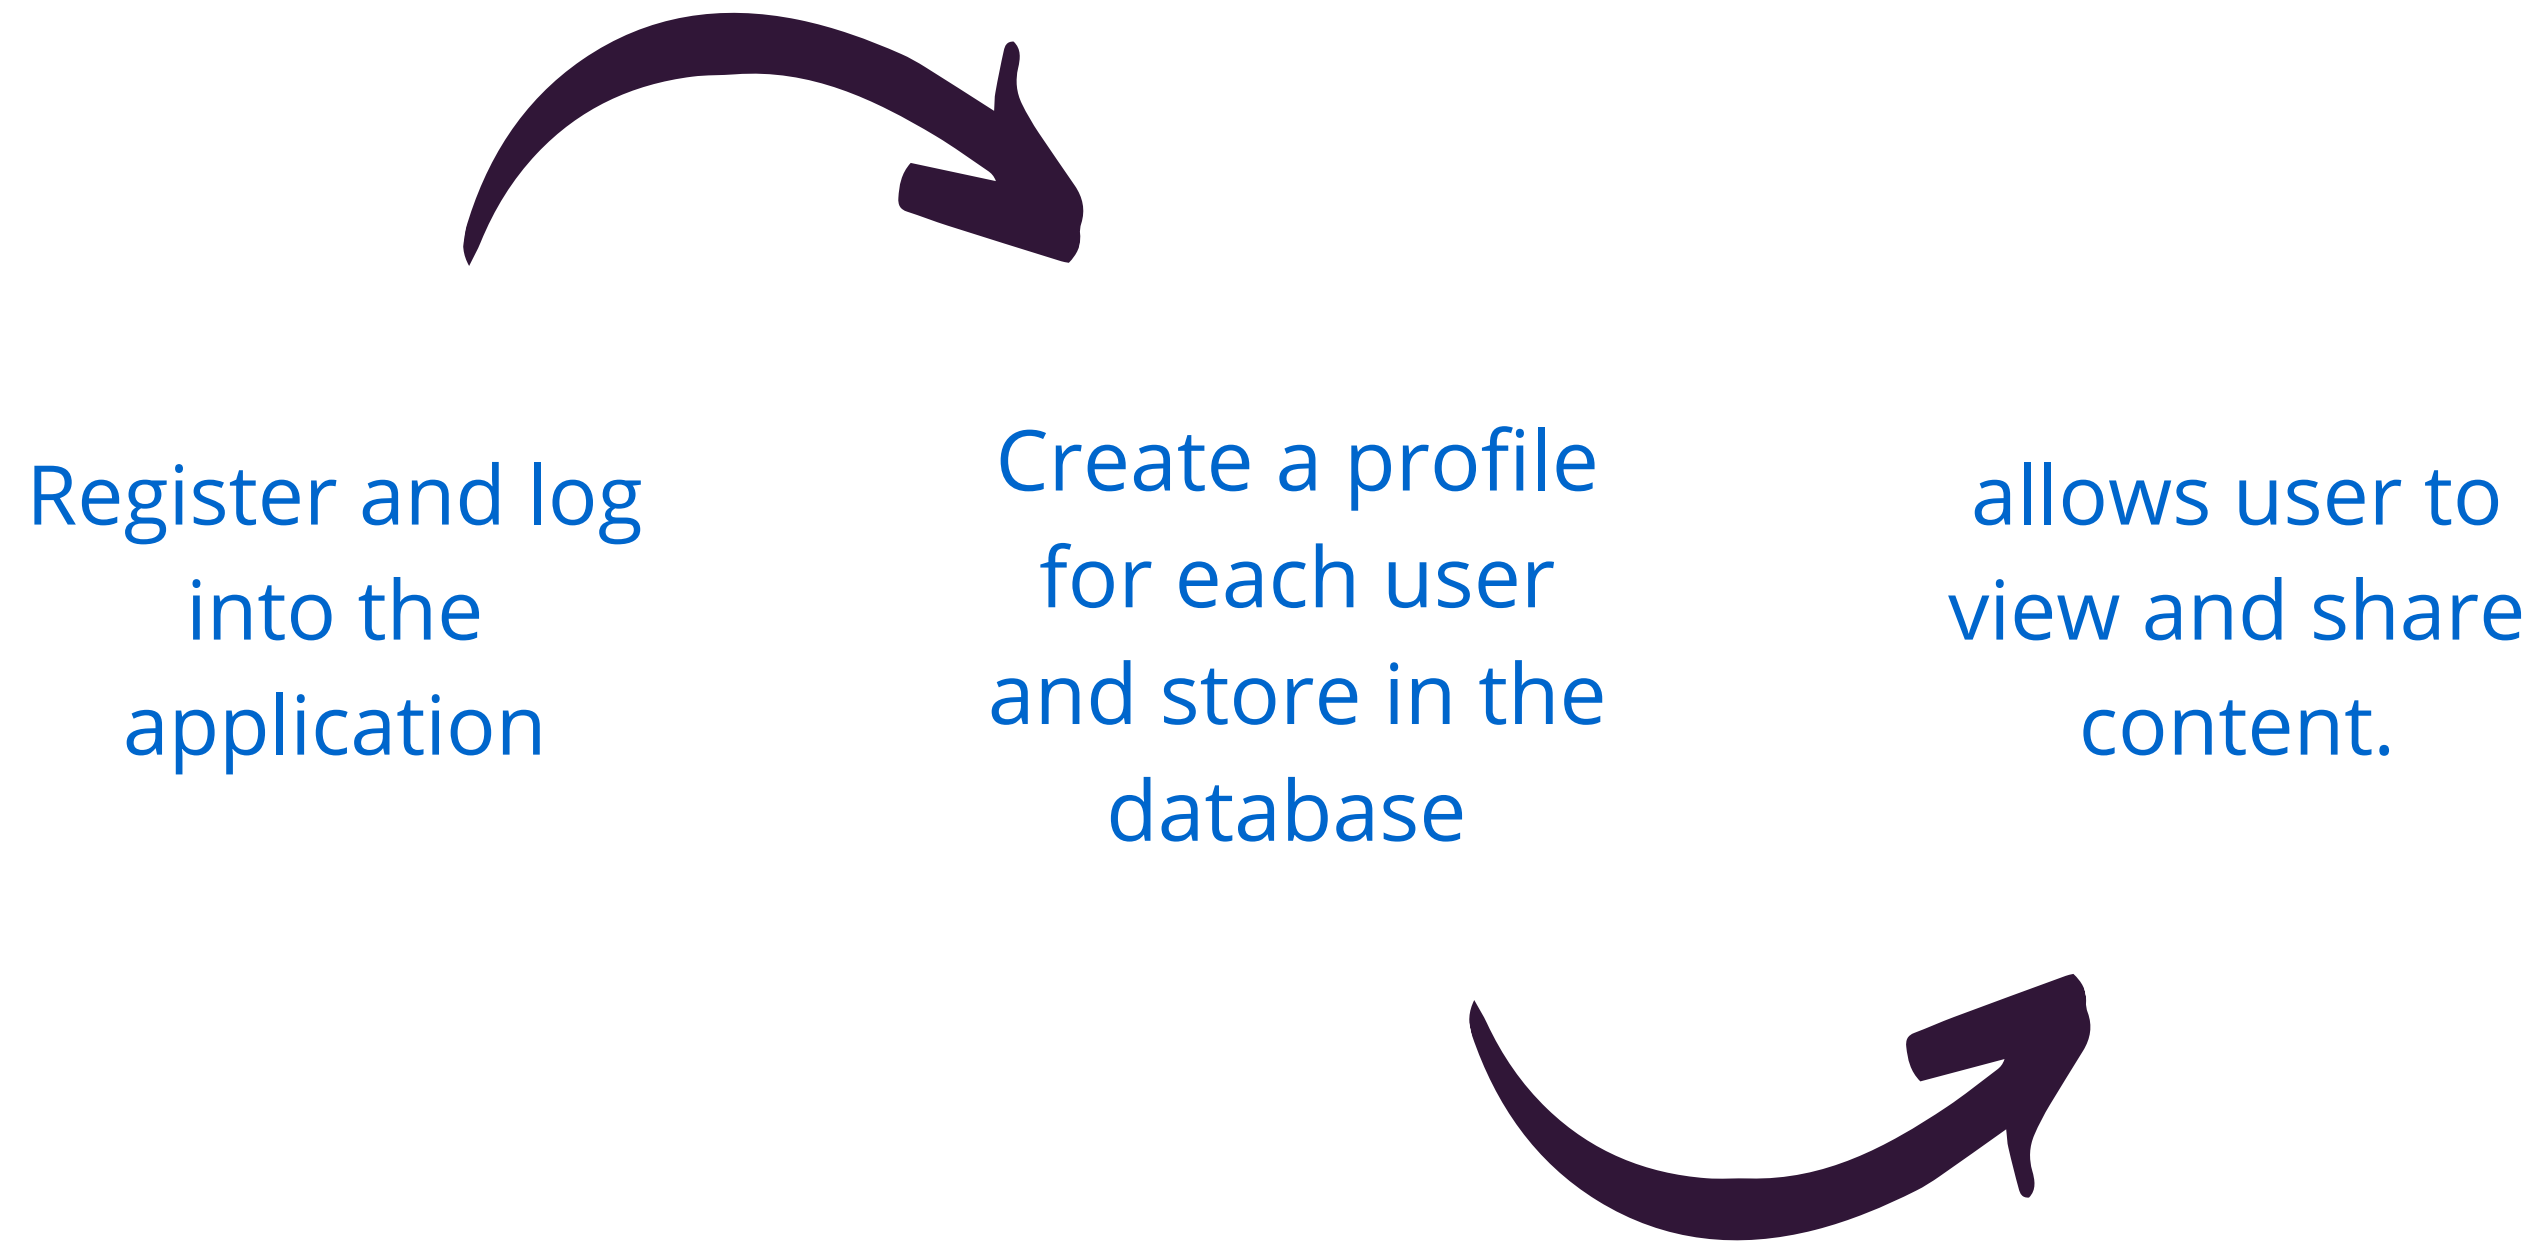 Register and log
into the
application
Create a profile
for each user
and store in the
database
allows user to
view and share
content.